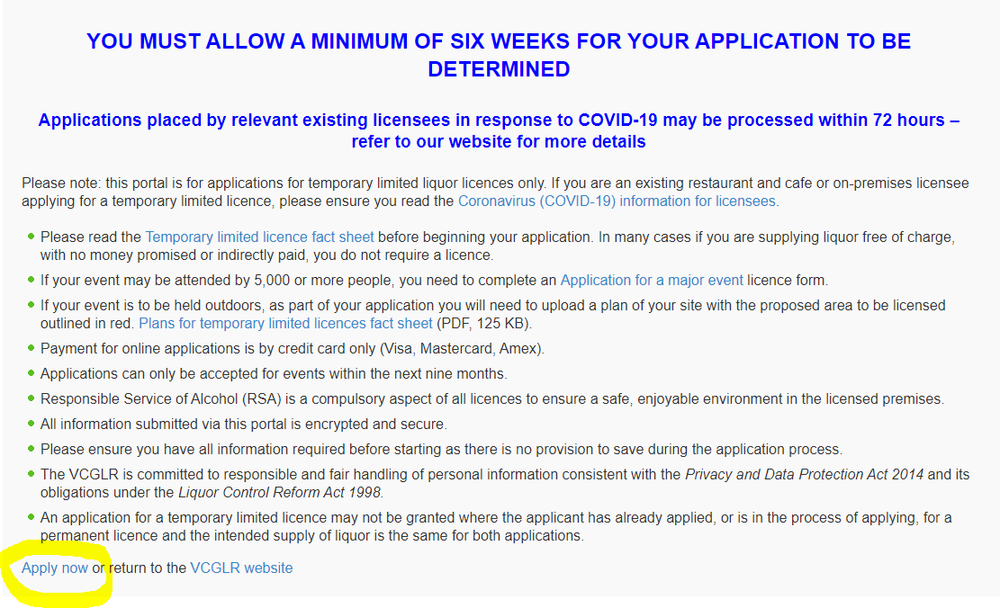 YOU MUST ALLOW A MINIMUM OF SIX WEEKS FOR YOUR APPLICATION TO BE
DETERMINED
Applications placed by relevant existing licensees in response to COVID-19 may be processed within 72 hours –
refer to our website for more details
Please note: this portal is for applications for temporary limited liquor licences only. If you are an existing restaurant and cafe or on-premises licensee
applying for a temporary limited licence, please ensure you read the Coronavirus (COVID-19) information for licensees.
Please read the Temporary limited licence fact sheet before beginning your application. In many cases if you are supplying liquor free of charge,
with no money promised or indirectly paid, you do not require a licence.
If your event may be attended by 5,000 or more people, you need to complete an Application for a major event licence form.
If your event is to be held outdoors, as part of your application you will need to upload a plan of your site with the proposed area to be licensed
outlined in red. Plans for temporary limited licences fact sheet (PDF, 125 KB).
Payment for online applications is by credit card only (Visa, Mastercard, Amex).
Applications can only be accepted for events within the next nine months.
Responsible Service of Alcohol (RSA) is a compulsory aspect of all licences to ensure a safe, enjoyable environment in the licensed premises.
All information submitted via this portal is encrypted and secure.
Please ensure you have all information required before starting as there is no provision to save during the application process.
The VCGLR is committed to responsible and fair handling of personal information consistent with the Privacy and Data Protection Act 2014 and its
obligations under the Liquor Control Reform Act 1998.
An application for a temporary limited licence may not be granted where the applicant has already applied, or is in the process of applying, for a
permanent licence and the intended supply of liquor is the same for both applications.
Apply now or return to the VCGLR website